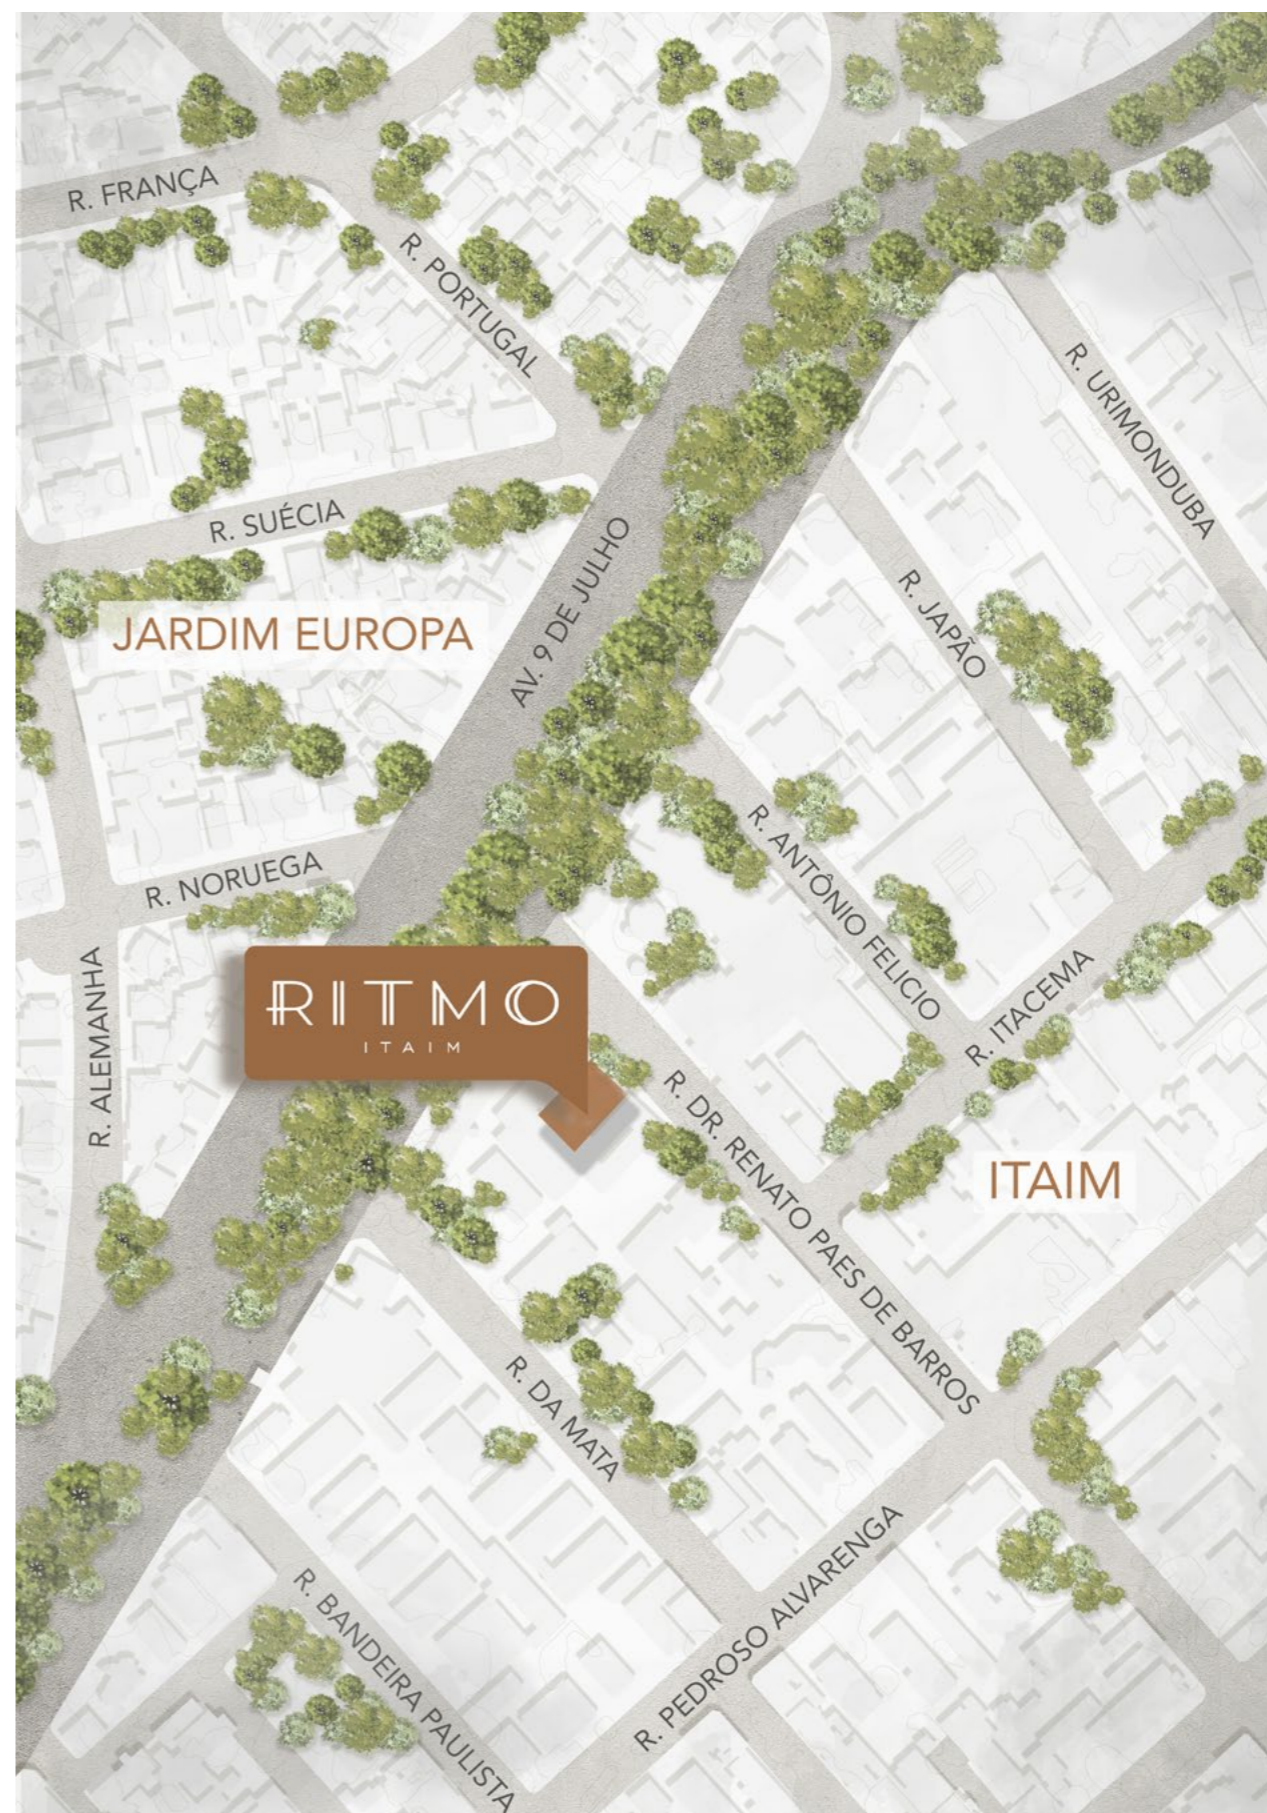 R. FRANÇA
R. PORTUGAL
R. URIMONDUBA
R. SUÉCIA
AV. 9 DE JULHO
R. JAPÃO
JARDIM EUROPA
R. NORUEGA
R. ANTÔNIO FELICIO
R. ALEMANHA
RITMO
ITAIM
R. ITACEMA
R. DR. RENATO PAES DE BARROS
ITAIM
R. DA MATA
R. PEDROSO ALVARENGA
R. BANDEIRA PAULISTA